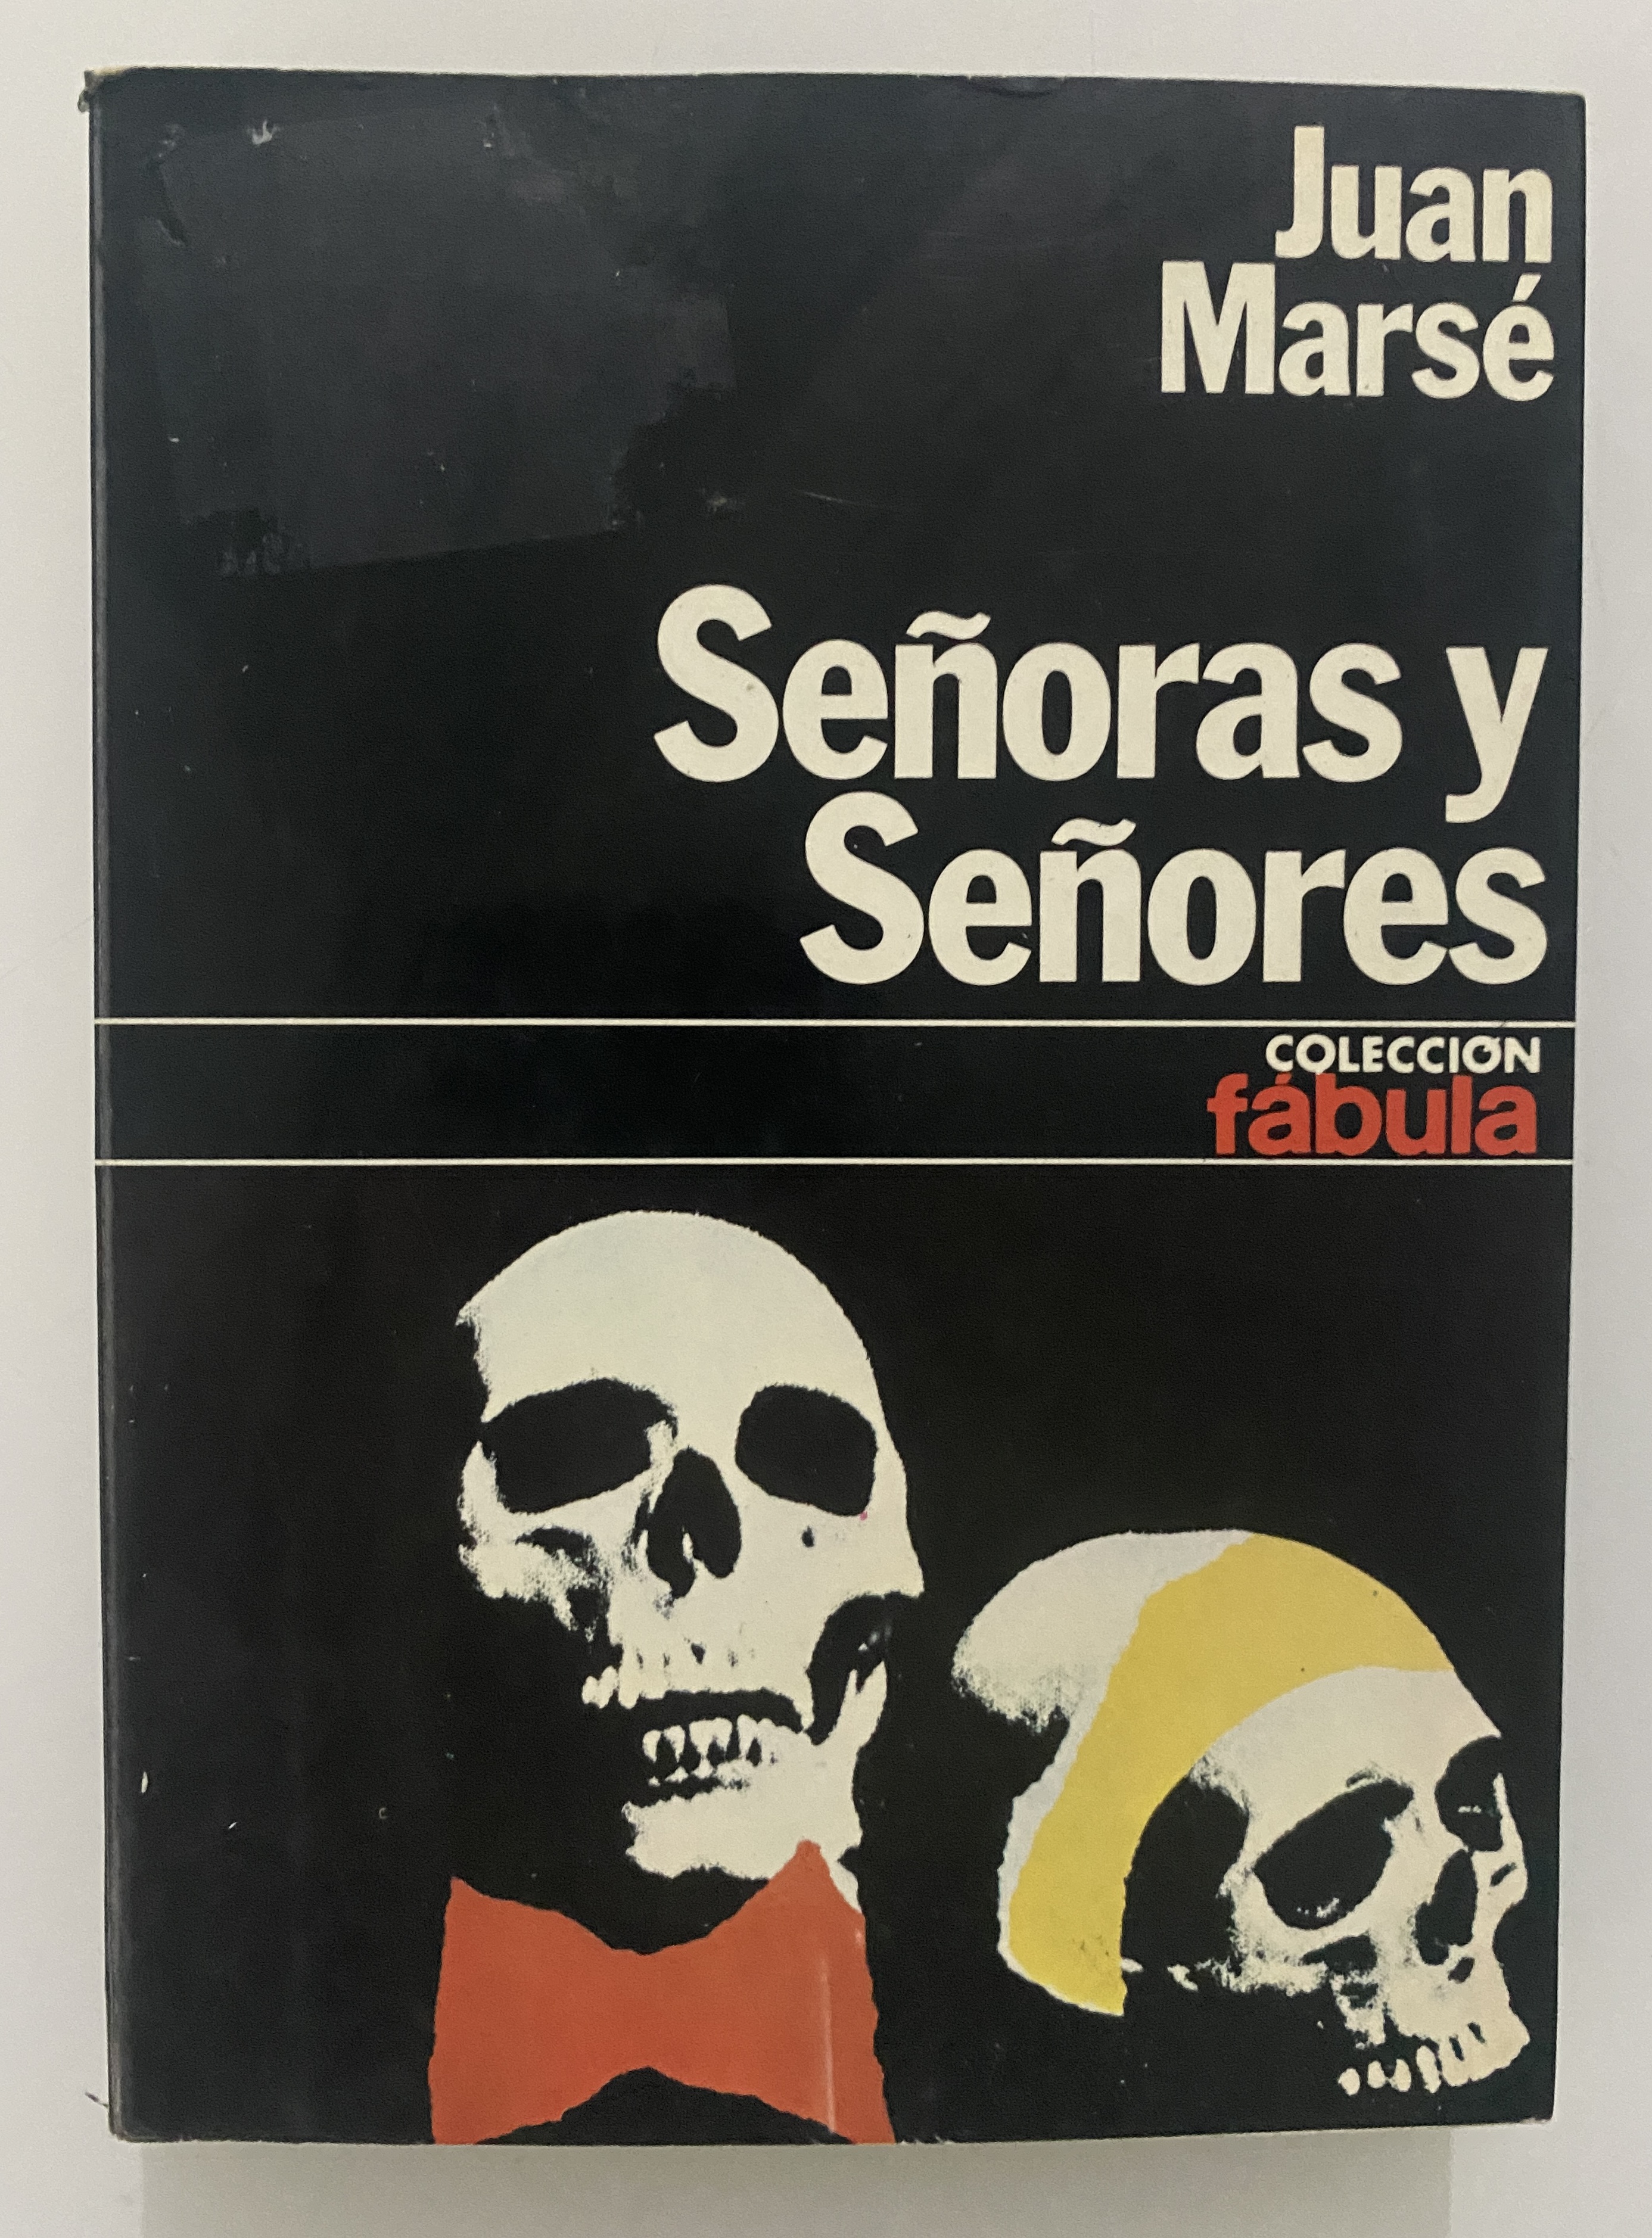 Juan
Marsé
Señoras y
Señores
COLECCIÓN
fábula